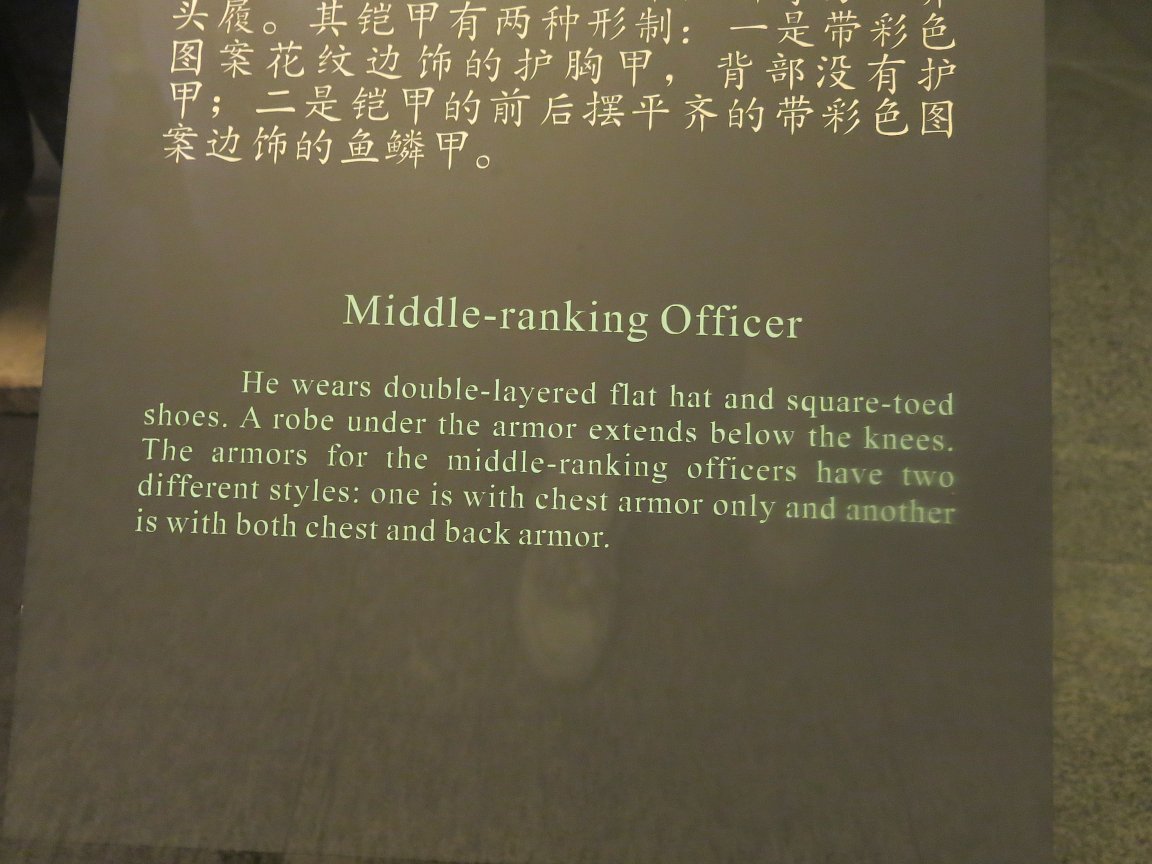 头履。其铠甲有两种形制：一是带彩色
图案花纹边饰的护胸甲，背部没有护
甲；二是铠甲的前后摆平齐的带彩色图
案边饰的鱼鳞甲。
Middle-ranking Officer
He wears double-layered flat hat and square-toed
shoes. A robe under the armor extends below the knees.
The armors for the middle-ranking officers have two
different styles: one is with chest armor only and another
is with both chest and back armor.